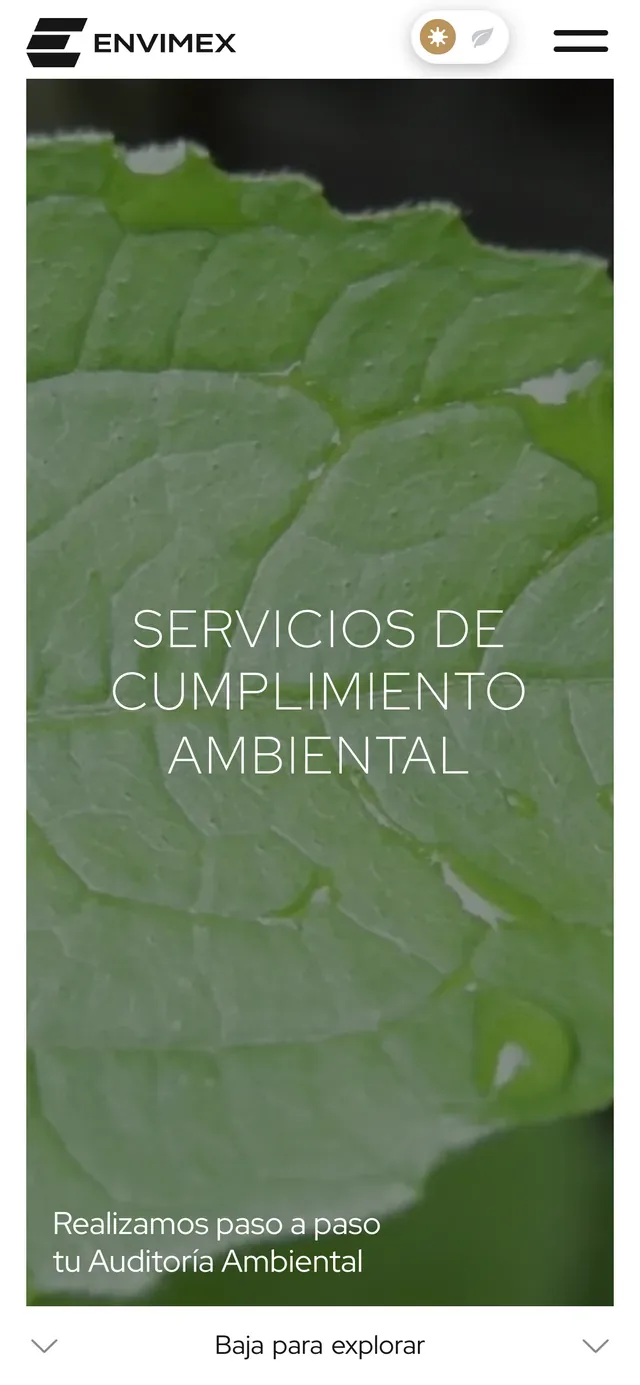 ENVIMEX
SERVICIOS DE
CUMPLIMIENTO
AMBIENTAL
Realizamos paso a paso
tu Auditoría Ambiental
Baja para explorar